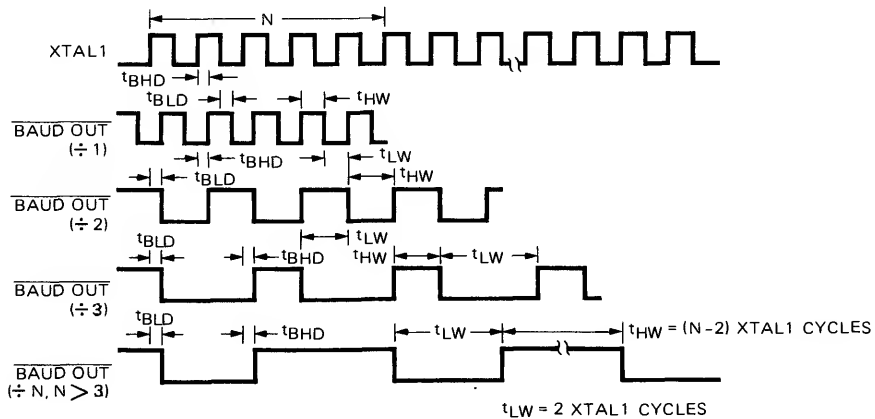 N
XTAL1
tBHD
tBLD
tHW
BAUD OUT
(÷ 1)
tBHD
tLW
tBLD
tHW
BAUD OUT
(÷ 2)
tLW
tBLD
tBHD
tHW
tLW
BAUD OUT
(÷ 3)
tBLD
tBHD
tLW
tHW = (N-2) XTAL1 CYCLES
BAUD OUT
(÷ N, N > 3)
tLW = 2 XTAL1 CYCLES